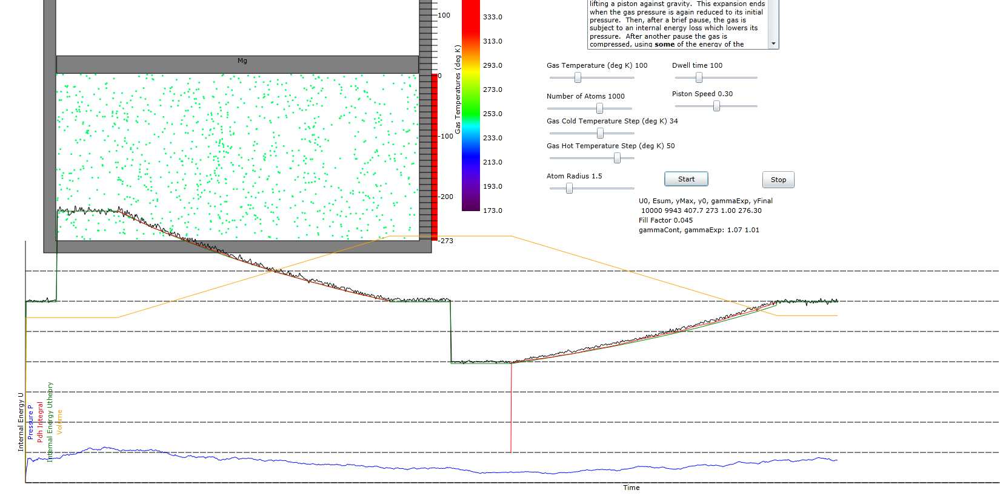 lifting a piston against gravity.  This expansion ends
when the gas pressure is again reduced to its initial
pressure.  Then, after a brief pause, the gas is
subject to an internal energy loss which lowers its
pressure.  After another pause the gas is
compressed, using some of the energy of the
Mg
100
0
-100
-200
-273
Gas Temperatures (deg K)
333.0
313.0
293.0
273.0
253.0
233.0
213.0
193.0
173.0
Gas Temperature (deg K) 100
Dwell time 100
Number of Atoms 1000
Piston Speed 0.30
Gas Cold Temperature Step (deg K) 34
Gas Hot Temperature Step (deg K) 50
Atom Radius 1.5
Start
Stop
U0, Esum, yMax, y0, gammaExp, yFinal
10000 9943 407.7 273 1.00 276.30
Fill Factor 0.045
gammaCont, gammaExp: 1.07 1.01
Internal Energy U
Pressure P
Pdh Integral
Internal Energy Utheory
Volume
Time